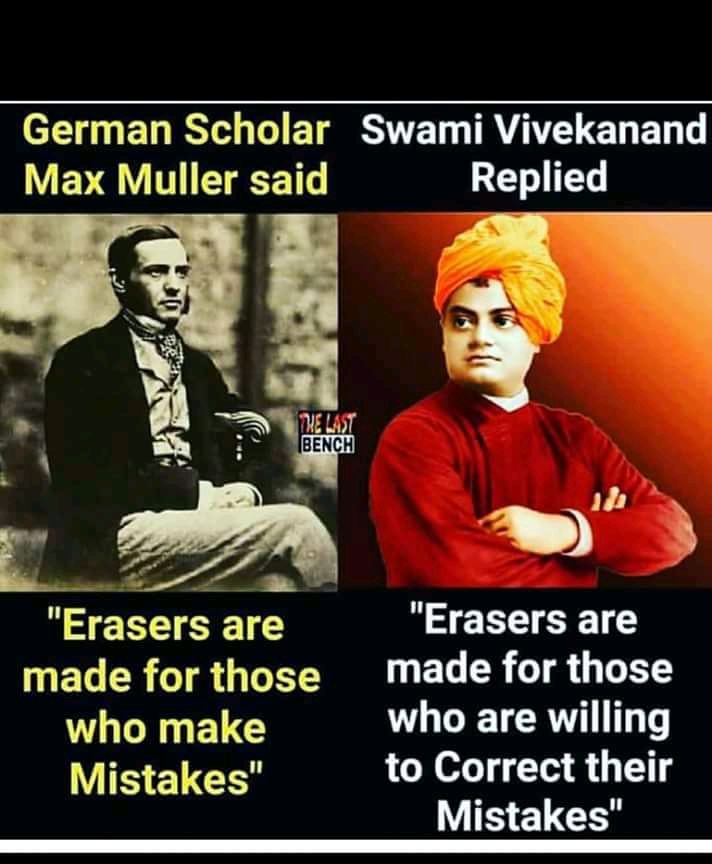 German Scholar
Max Muller said
Swami Vivekanand
Replied
THE LAST
BENCH
"Erasers are
made for those
who make
Mistakes"
"Erasers are
made for those
who are willing
to Correct their
Mistakes"